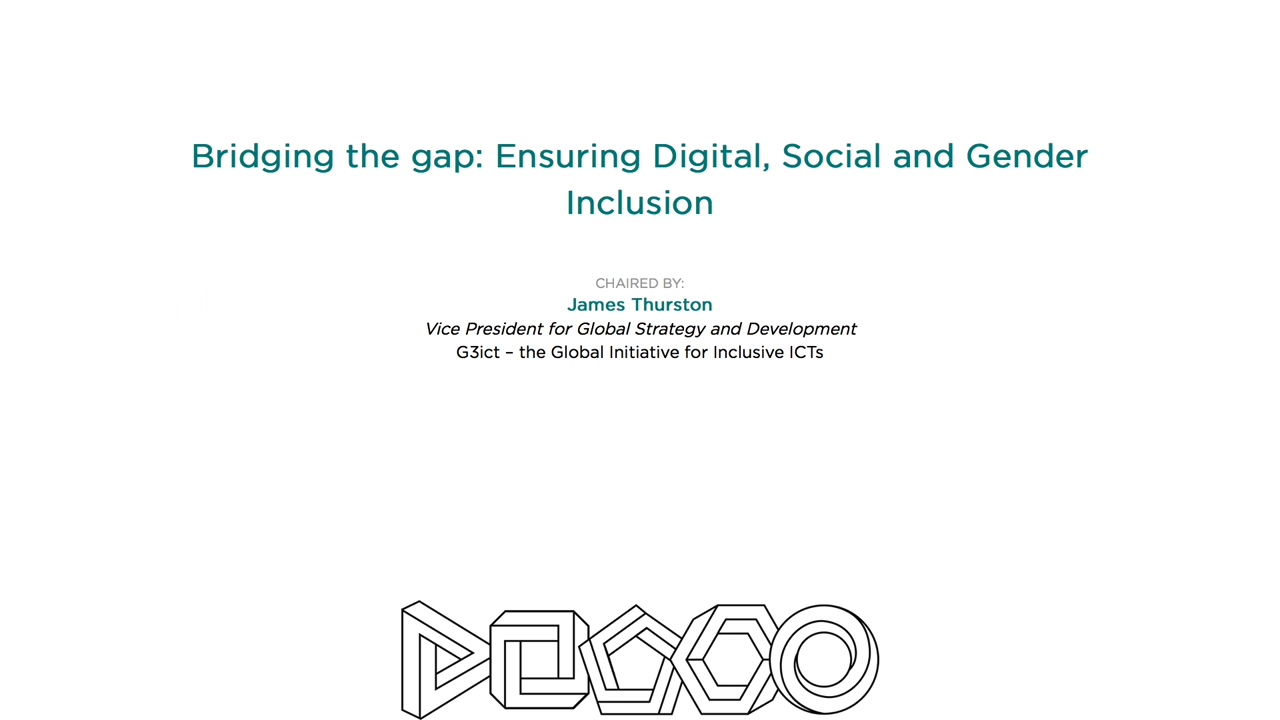 Bridging the gap: Ensuring Digital, Social and Gender
Inclusion
CHAIRED BY:
James Thurston
Vice President for Global Strategy and Development
G3ict – the Global Initiative for Inclusive ICTs